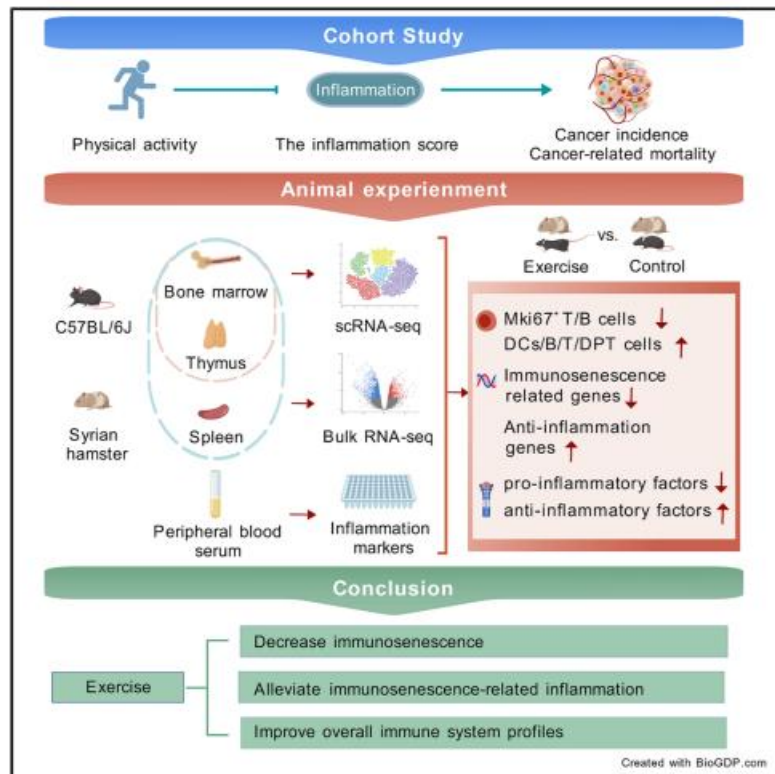 Cohort Study
Inflammation
Physical activity
The inflammation score
Cancer incidence
Cancer-related mortality
Animal experienment
C57BL/6J
Syrian
hamster
Bone marrow
Thymus
Spleen
Peripheral blood
serum
scRNA-seq
Bulk RNA-seq
Inflammation
markers
vs.
Exercise
Control
Mki67⁺ T/B cells ↓
DCs/B/T/DPT cells ↑
Immunosenescence
related genes ↓
Anti-inflammation
genes ↑
pro-inflammatory factors ↓
anti-inflammatory factors ↑
Conclusion
Exercise
Decrease immunosenescence
Alleviate immunosenescence-related inflammation
Improve overall immune system profiles
Created with BioGDP.com